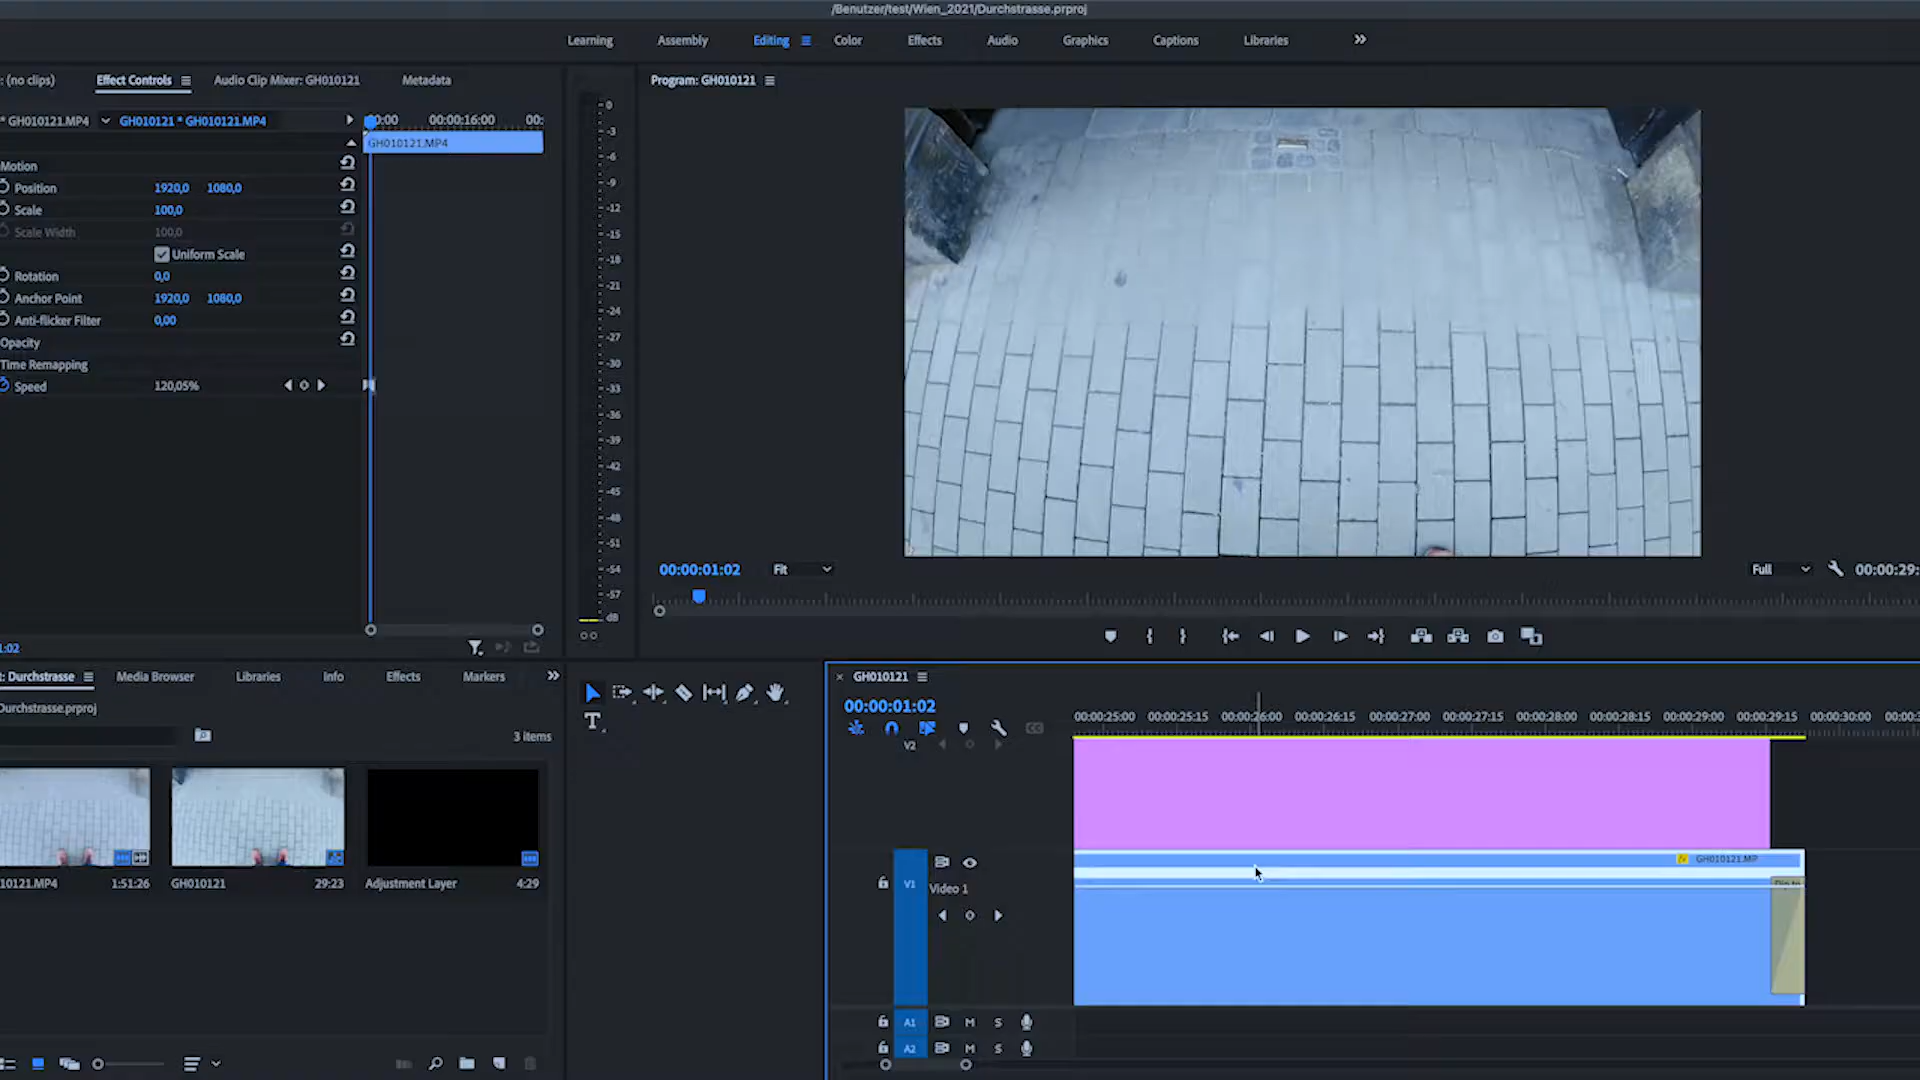 /Benutzer/test/Wien_2021/Durchstrasse.prproj
Learning Assembly Editing Color Effects Audio Graphics Captions Libraries
: (no clips) Effect Controls Audio Clip Mixer: GH010121 Metadata
Program: GH010121
* GH010121.MP4 GH010121 * GH010121.MP4
00:00 00:00:16:00 00:
GH010121.MP4
Motion
Position 1920,0 1080,0
Scale 100,0
Scale Width 100,0
Uniform Scale
Rotation 0,0
Anchor Point 1920,0 1080,0
Anti-flicker Filter 0,00
Opacity
Time Remapping
Speed 120,05%
0
-3
-6
-9
-12
-15
-18
-21
-24
-27
-30
-33
-36
-39
-42
-45
-48
-51
-54
-57
dB
00:00:01:02 Fit Full 00:00:29:
1:02
: Durchstrasse Media Browser Libraries Info Effects Markers
Durchstrasse.prproj
3 items
10121.MP4 1:51:26
GH010121 29:23
Adjustment Layer 4:29
T
GH010121
00:00:01:02
00:00:25:00 00:00:25:15 00:00:26:00 00:00:26:15 00:00:27:00 00:00:27:15 00:00:28:00 00:00:28:15 00:00:29:00 00:00:29:15 00:00:30:00 00:00:3
V2
GH010121.MP
V1 Video 1
Dip to
A1 M S
A2 M S